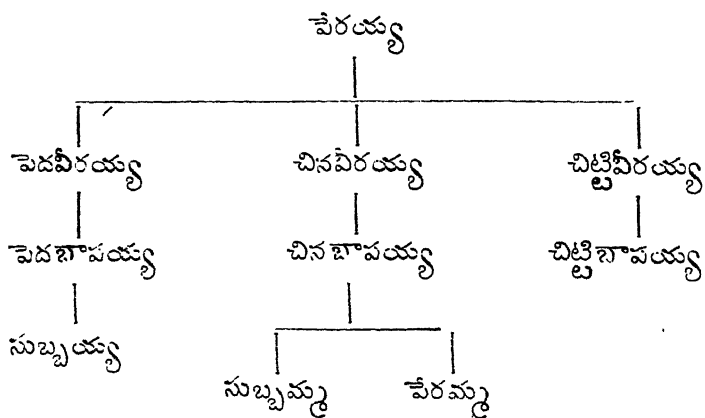 పేరయ్య
పెదవీరయ్య చినవీరయ్య చిట్టివీరయ్య
పెదబాపయ్య చినబాపయ్య చిట్టిబాపయ్య
సుబ్బయ్య
సుబ్బమ్మ పేరమ్మ